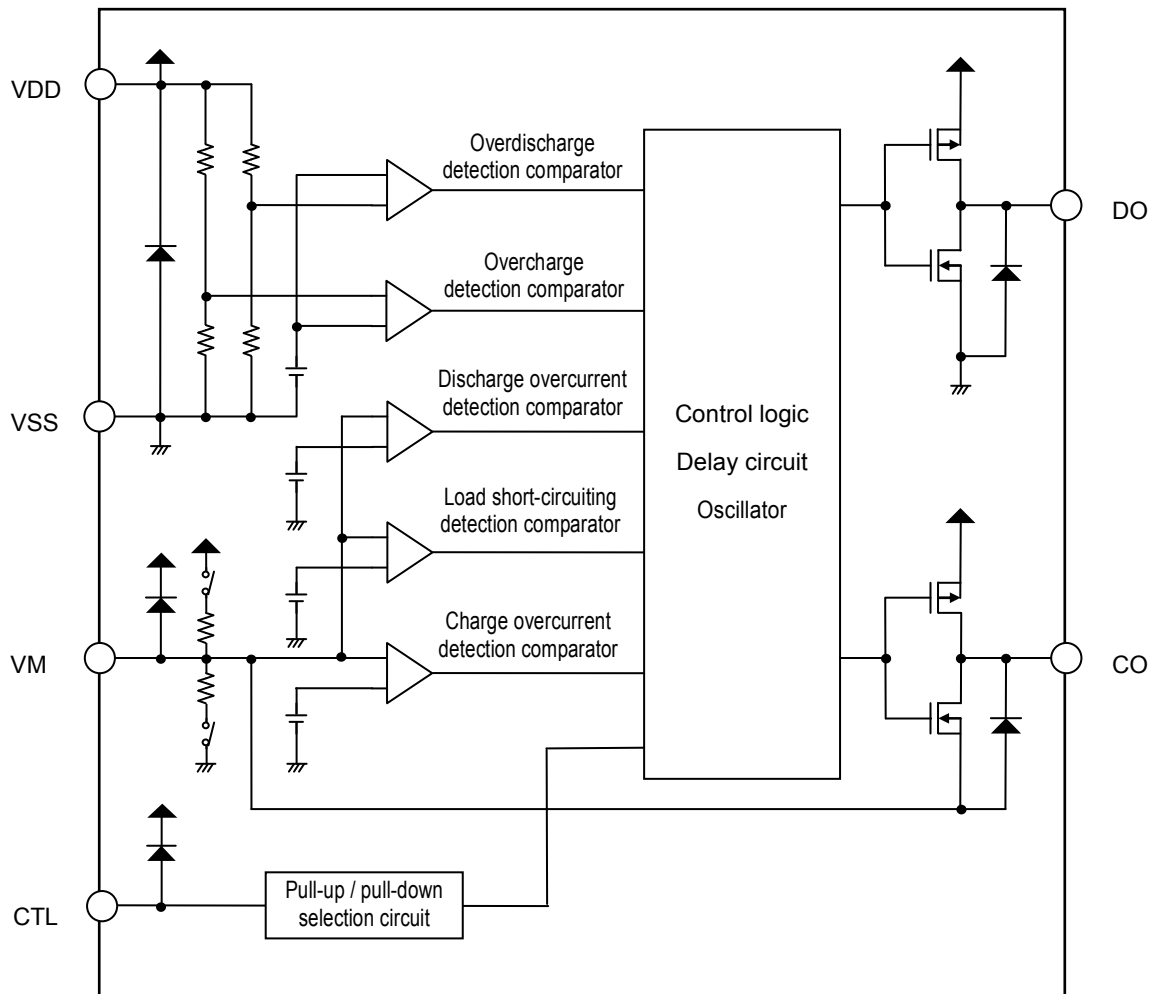 VDD
Overdischarge
detection comparator
DO
Overcharge
detection comparator
VSS
Discharge overcurrent
detection comparator
Control logic
Delay circuit
Oscillator
Load short-circuiting
detection comparator
VM
Charge overcurrent
detection comparator
CO
CTL
Pull-up / pull-down
selection circuit